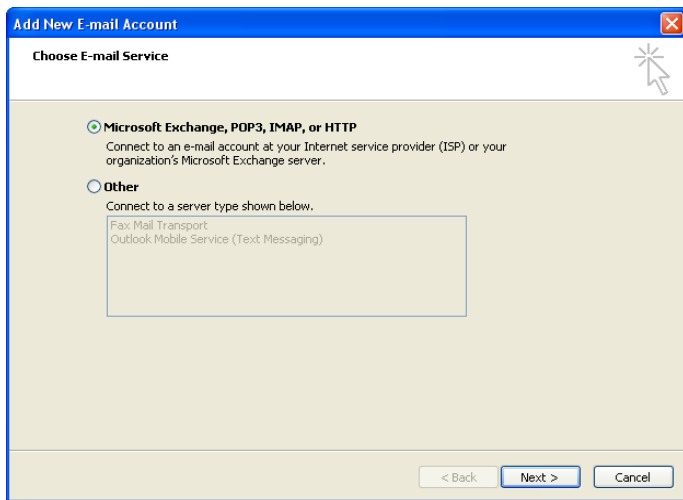 Add New E-mail Account
Choose E-mail Service
Microsoft Exchange, POP3, IMAP, or HTTP
Connect to an e-mail account at your Internet service provider (ISP) or your
organization's Microsoft Exchange server.
Other
Connect to a server type shown below.
Fax Mail Transport
Outlook Mobile Service (Text Messaging)
< Back
Next >
Cancel